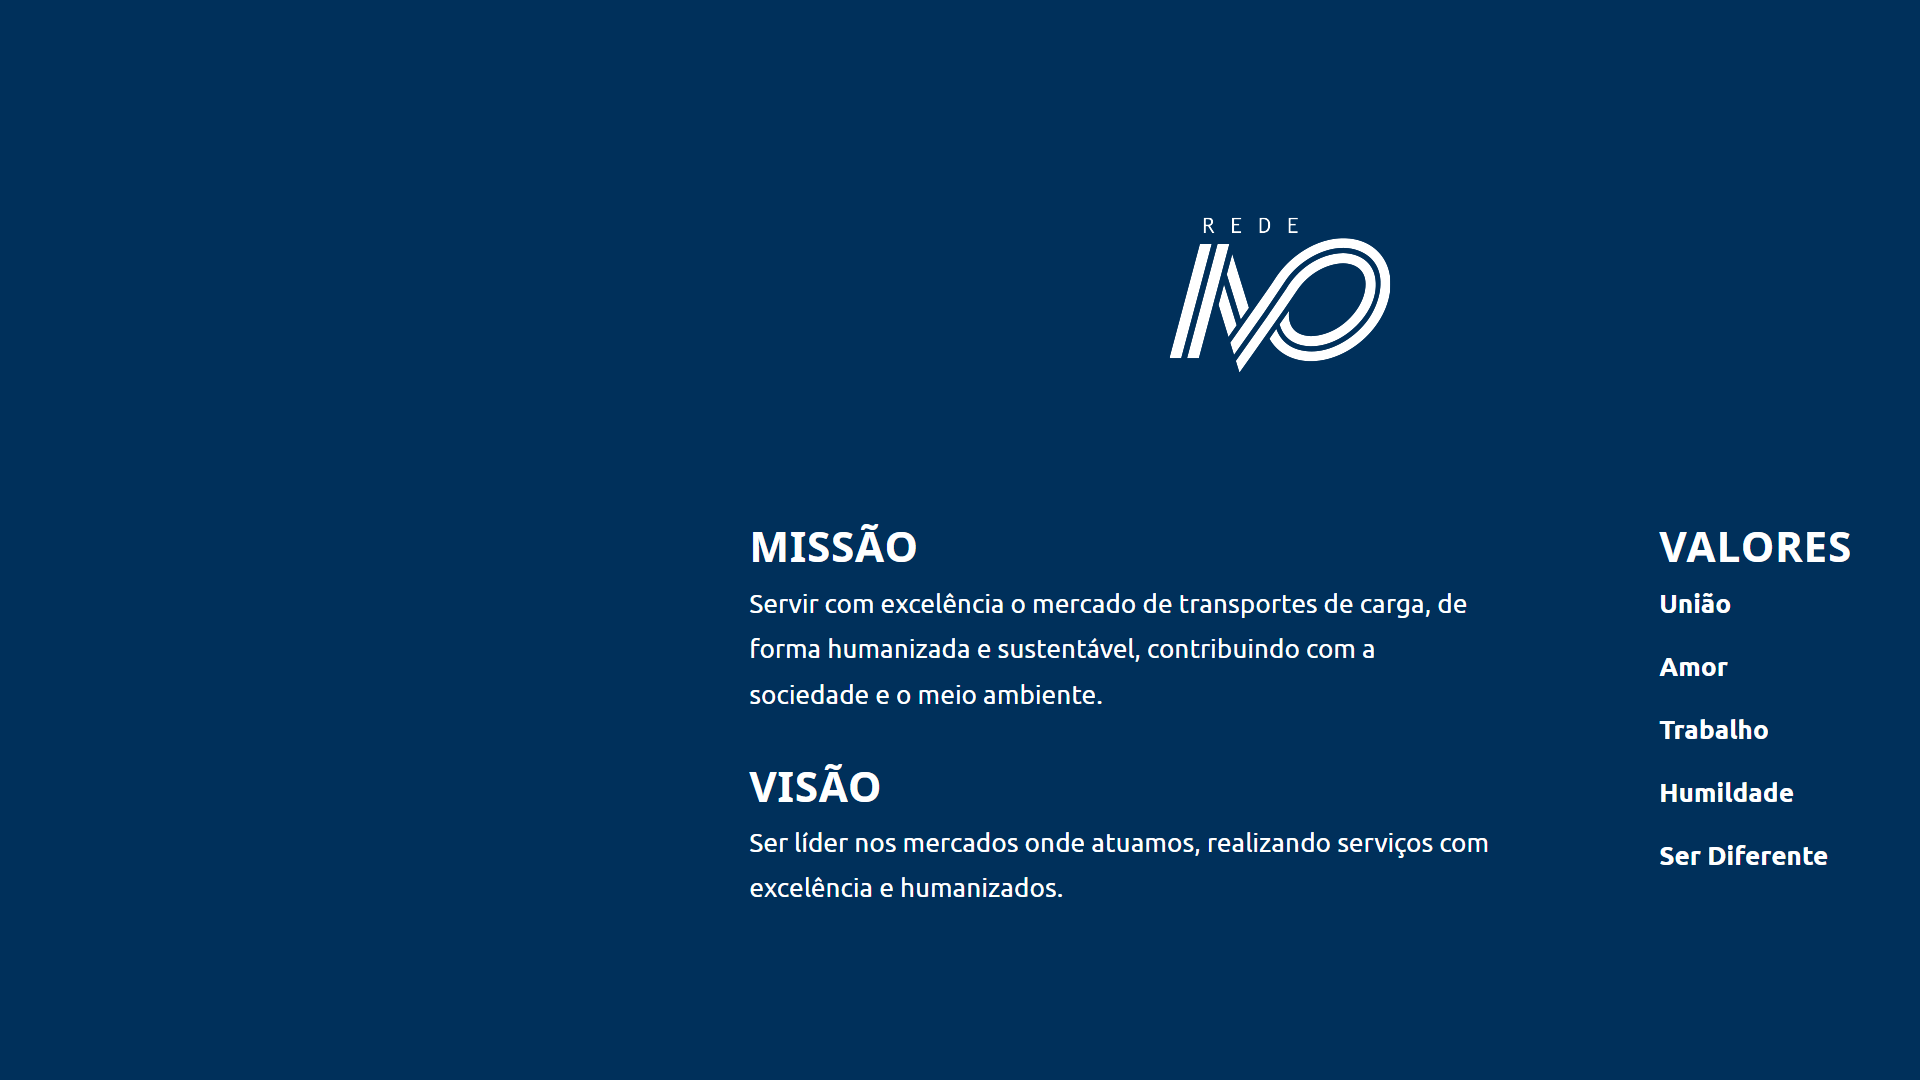 REDE
MISSÃO
Servir com excelência o mercado de transportes de carga, de
forma humanizada e sustentável, contribuindo com a
sociedade e o meio ambiente.
VISÃO
Ser líder nos mercados onde atuamos, realizando serviços com
excelência e humanizados.
VALORES
União
Amor
Trabalho
Humildade
Ser Diferente